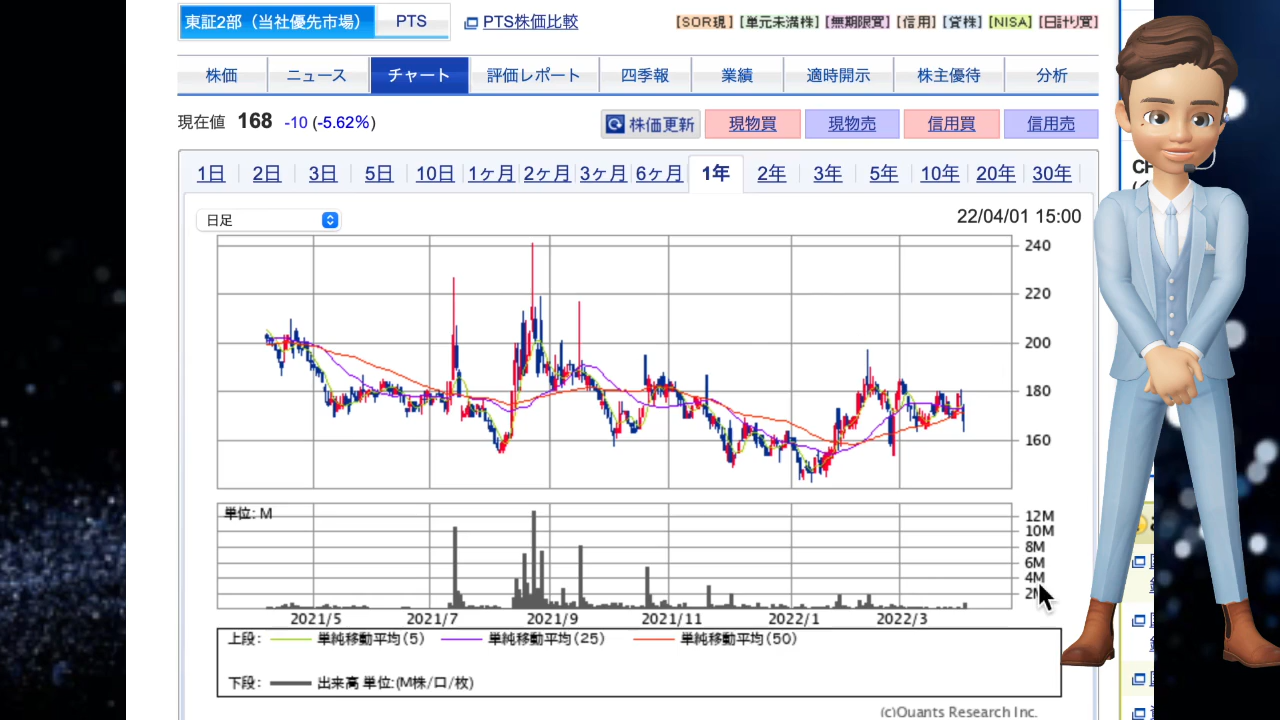 東証2部（当社優先市場） PTS PTS株価比較 [SOR現] [単元未満株] [無期限寛] [信用] [貸株] [NISA] [日計り寛]
株価 ニュース チャート 評価レポート 四季報 業績 適時開示 株主優待 分析
現在値 168 -10 (-5.62%) 株価更新 現物買 現物売 信用買 信用売
1日 2日 3日 5日 10日 1ヶ月 2ヶ月 3ヶ月 6ヶ月 1年 2年 3年 5年 10年 20年 30年
日足 22/04/01 15:00
240
220
200
180
160
単位: M
12M
10M
8M
6M
4M
2M
2021/5 2021/7 2021/9 2021/11 2022/1 2022/3
上段: 単純移動平均(5) 単純移動平均(25) 単純移動平均(50)
下段: 出来高 単位:(M株/口/枚)
(c)Quants Research Inc.